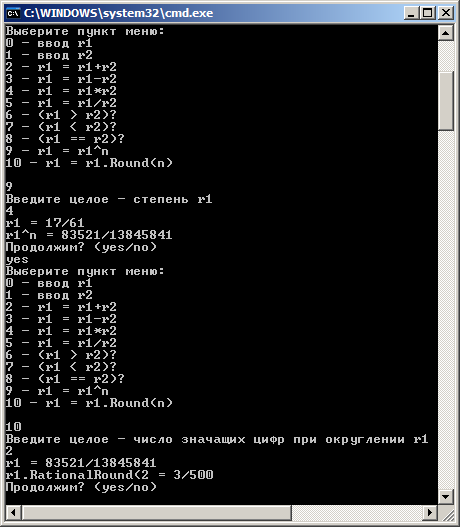 C:\WINDOWS\system32\cmd.exe
Выберите пункт меню:
0 - ввод r1
1 - ввод r2
2 - r1 = r1+r2
3 - r1 = r1-r2
4 - r1 = r1*r2
5 - r1 = r1/r2
6 - (r1 > r2)?
7 - (r1 < r2)?
8 - (r1 == r2)?
9 - r1 = r1^n
10 - r1 = r1.Round(n)
9
Введите целое - степень r1
4
r1 = 17/61
r1^n = 83521/13845841
Продолжим? (yes/no)
yes
Выберите пункт меню:
0 - ввод r1
1 - ввод r2
2 - r1 = r1+r2
3 - r1 = r1-r2
4 - r1 = r1*r2
5 - r1 = r1/r2
6 - (r1 > r2)?
7 - (r1 < r2)?
8 - (r1 == r2)?
9 - r1 = r1^n
10 - r1 = r1.Round(n)
10
Введите целое - число значащих цифр при округлении r1
2
r1 = 83521/13845841
r1.RationalRound(2 = 3/500
Продолжим? (yes/no)